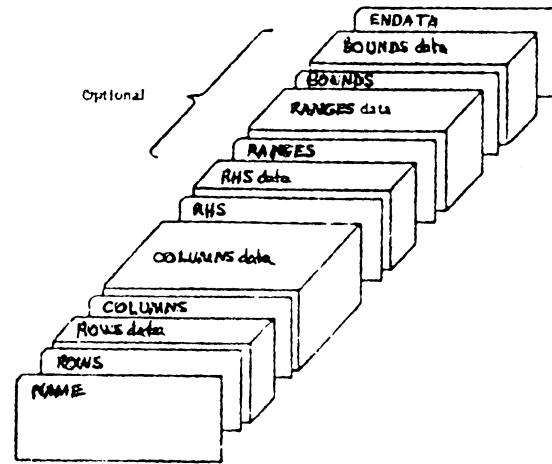 ENDATA
BOUNDS data
BOUNDS
Optional
RANGES data
RANGES
RHS data
RHS
COLUMNS data
COLUMNS
ROWS data
ROWS
NAME